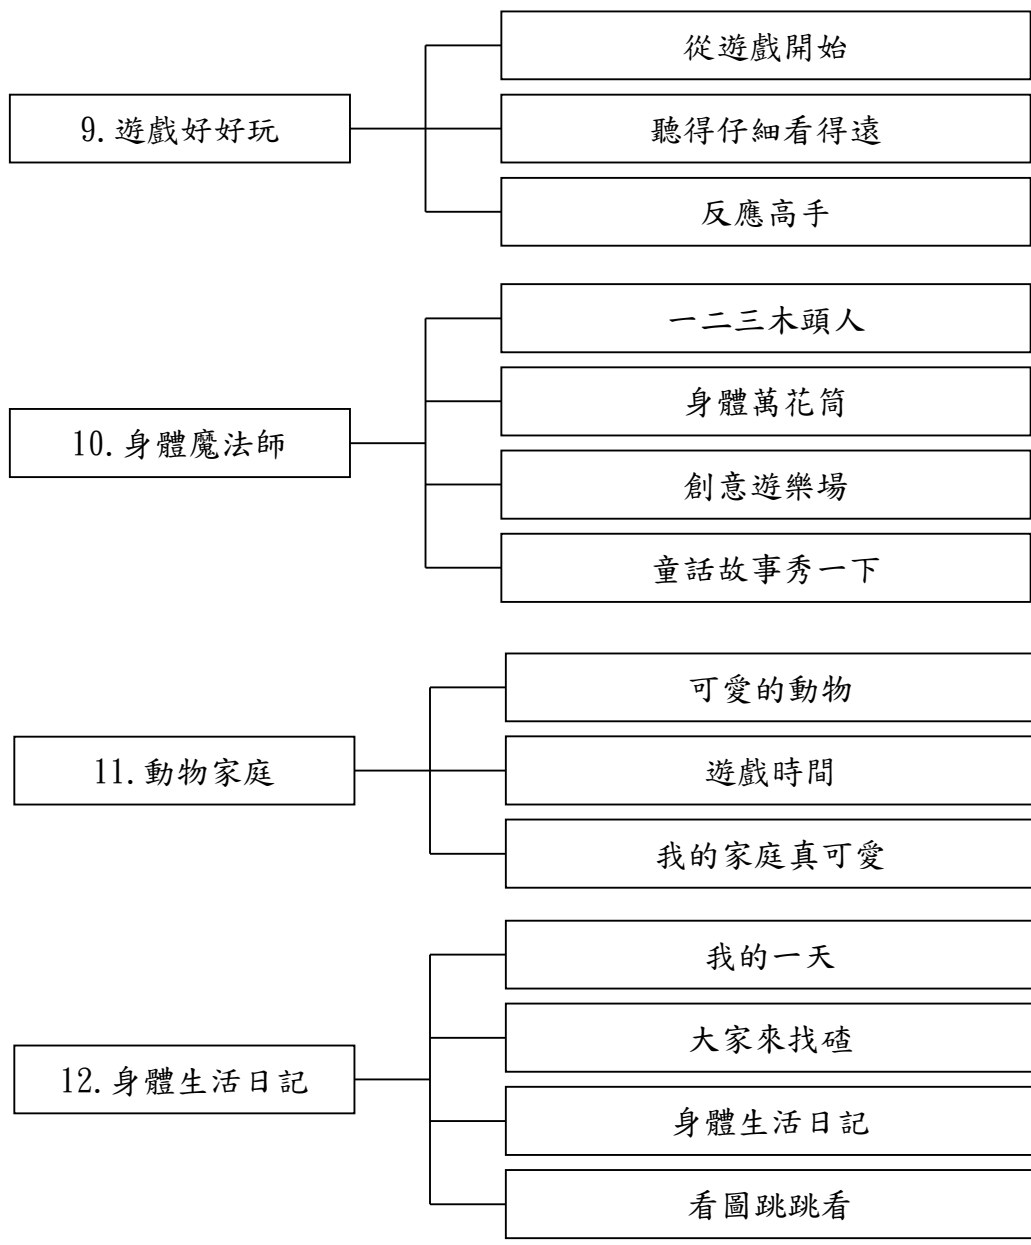 9.遊戲好好玩
從遊戲開始
聽得仔細看得遠
反應高手
10.身體魔法師
一二三木頭人
身體萬花筒
創意遊樂場
童話故事秀一下
11.動物家庭
可愛的動物
遊戲時間
我的家庭真可愛
12.身體生活日記
我的一天
大家來找碴
身體生活日記
看圖跳跳看